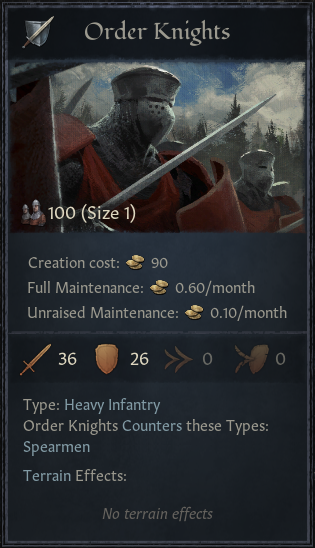 Order Knights
100 (Size 1)
Creation cost: 90
Full Maintenance: 0.60/month
Unraised Maintenance: 0.10/month
36 26 0 0
Type: Heavy Infantry
Order Knights Counters these Types:
Spearmen
Terrain Effects:
No terrain effects